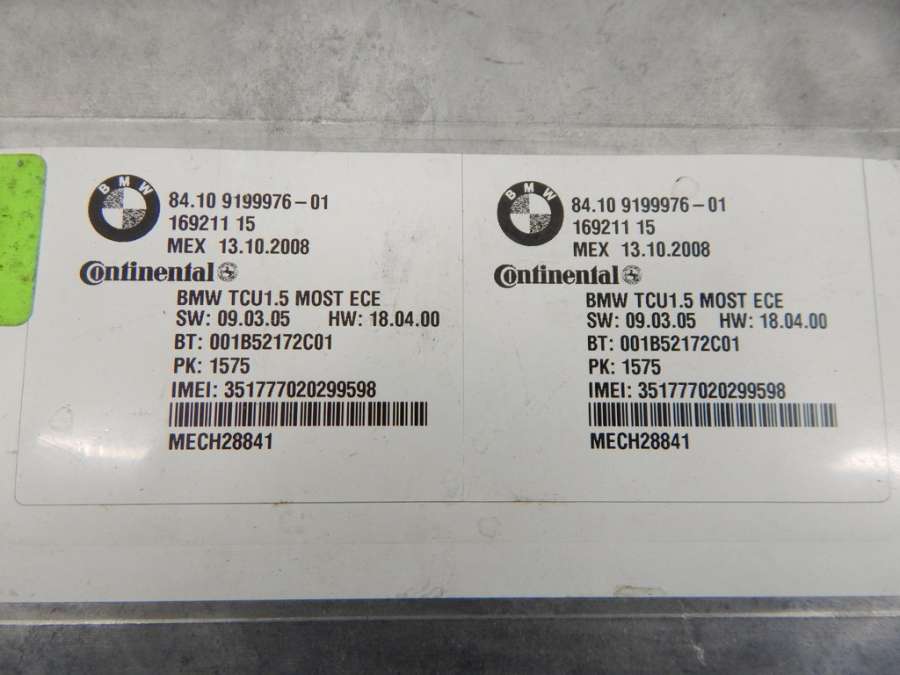 BMW
84.10 9199976-01
169211 15
MEX 13.10.2008
Continental
BMW TCU1.5 MOST ECE
SW: 09.03.05 HW: 18.04.00
BT: 001B52172C01
PK: 1575
IMEI: 351777020299598
MECH28841
BMW
84.10 9199976-01
169211 15
MEX 13.10.2008
Continental
BMW TCU1.5 MOST ECE
SW: 09.03.05 HW: 18.04.00
BT: 001B52172C01
PK: 1575
IMEI: 351777020299598
MECH28841